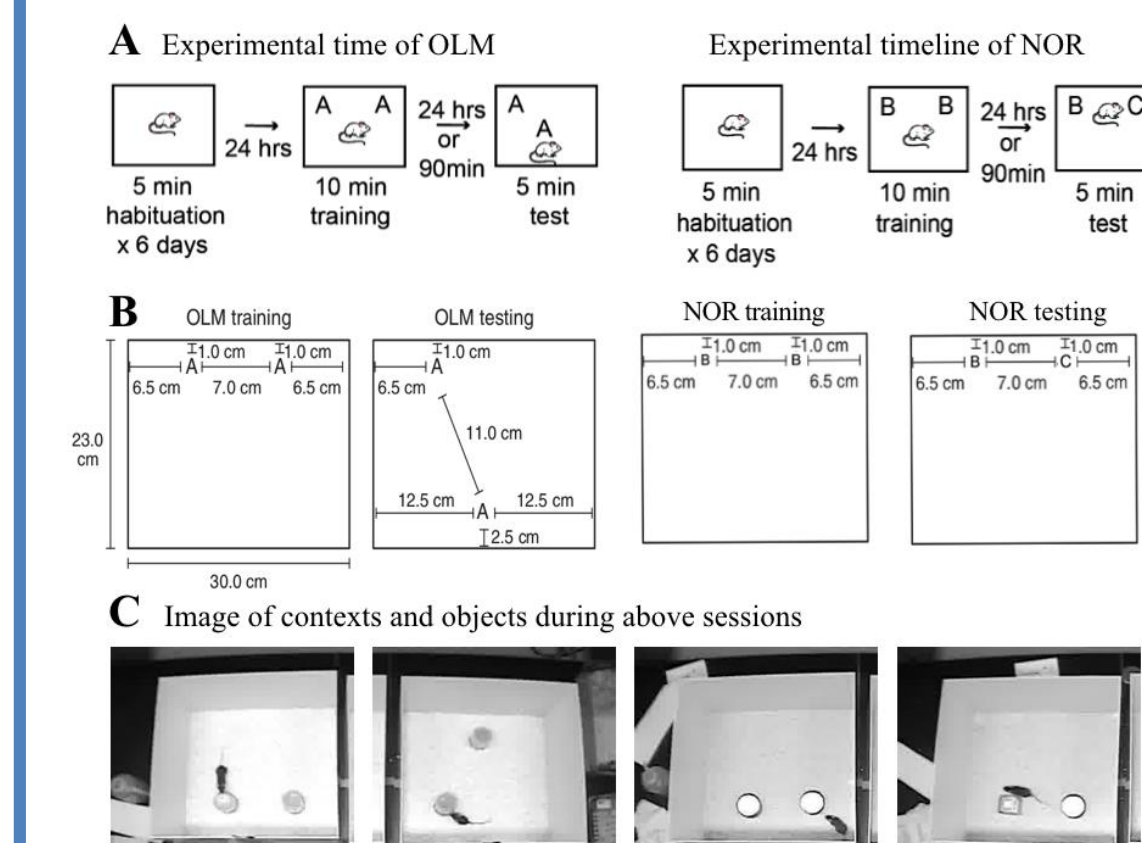 A Experimental time of OLM
Experimental timeline of NOR
A A
24 hrs
or
90min
A
A
24 hrs
5 min
habituation
x 6 days
10 min
training
5 min
test
B B
24 hrs
or
90min
B C
24 hrs
5 min
habituation
x 6 days
10 min
training
5 min
test
B
OLM training
1.0 cm 1.0 cm
A A
6.5 cm 7.0 cm 6.5 cm
23.0
cm
30.0 cm
OLM testing
1.0 cm
A
6.5 cm
11.0 cm
12.5 cm A 12.5 cm
2.5 cm
NOR training
1.0 cm 1.0 cm
B B
6.5 cm 7.0 cm 6.5 cm
NOR testing
1.0 cm 1.0 cm
B C
6.5 cm 7.0 cm 6.5 cm
C Image of contexts and objects during above sessions